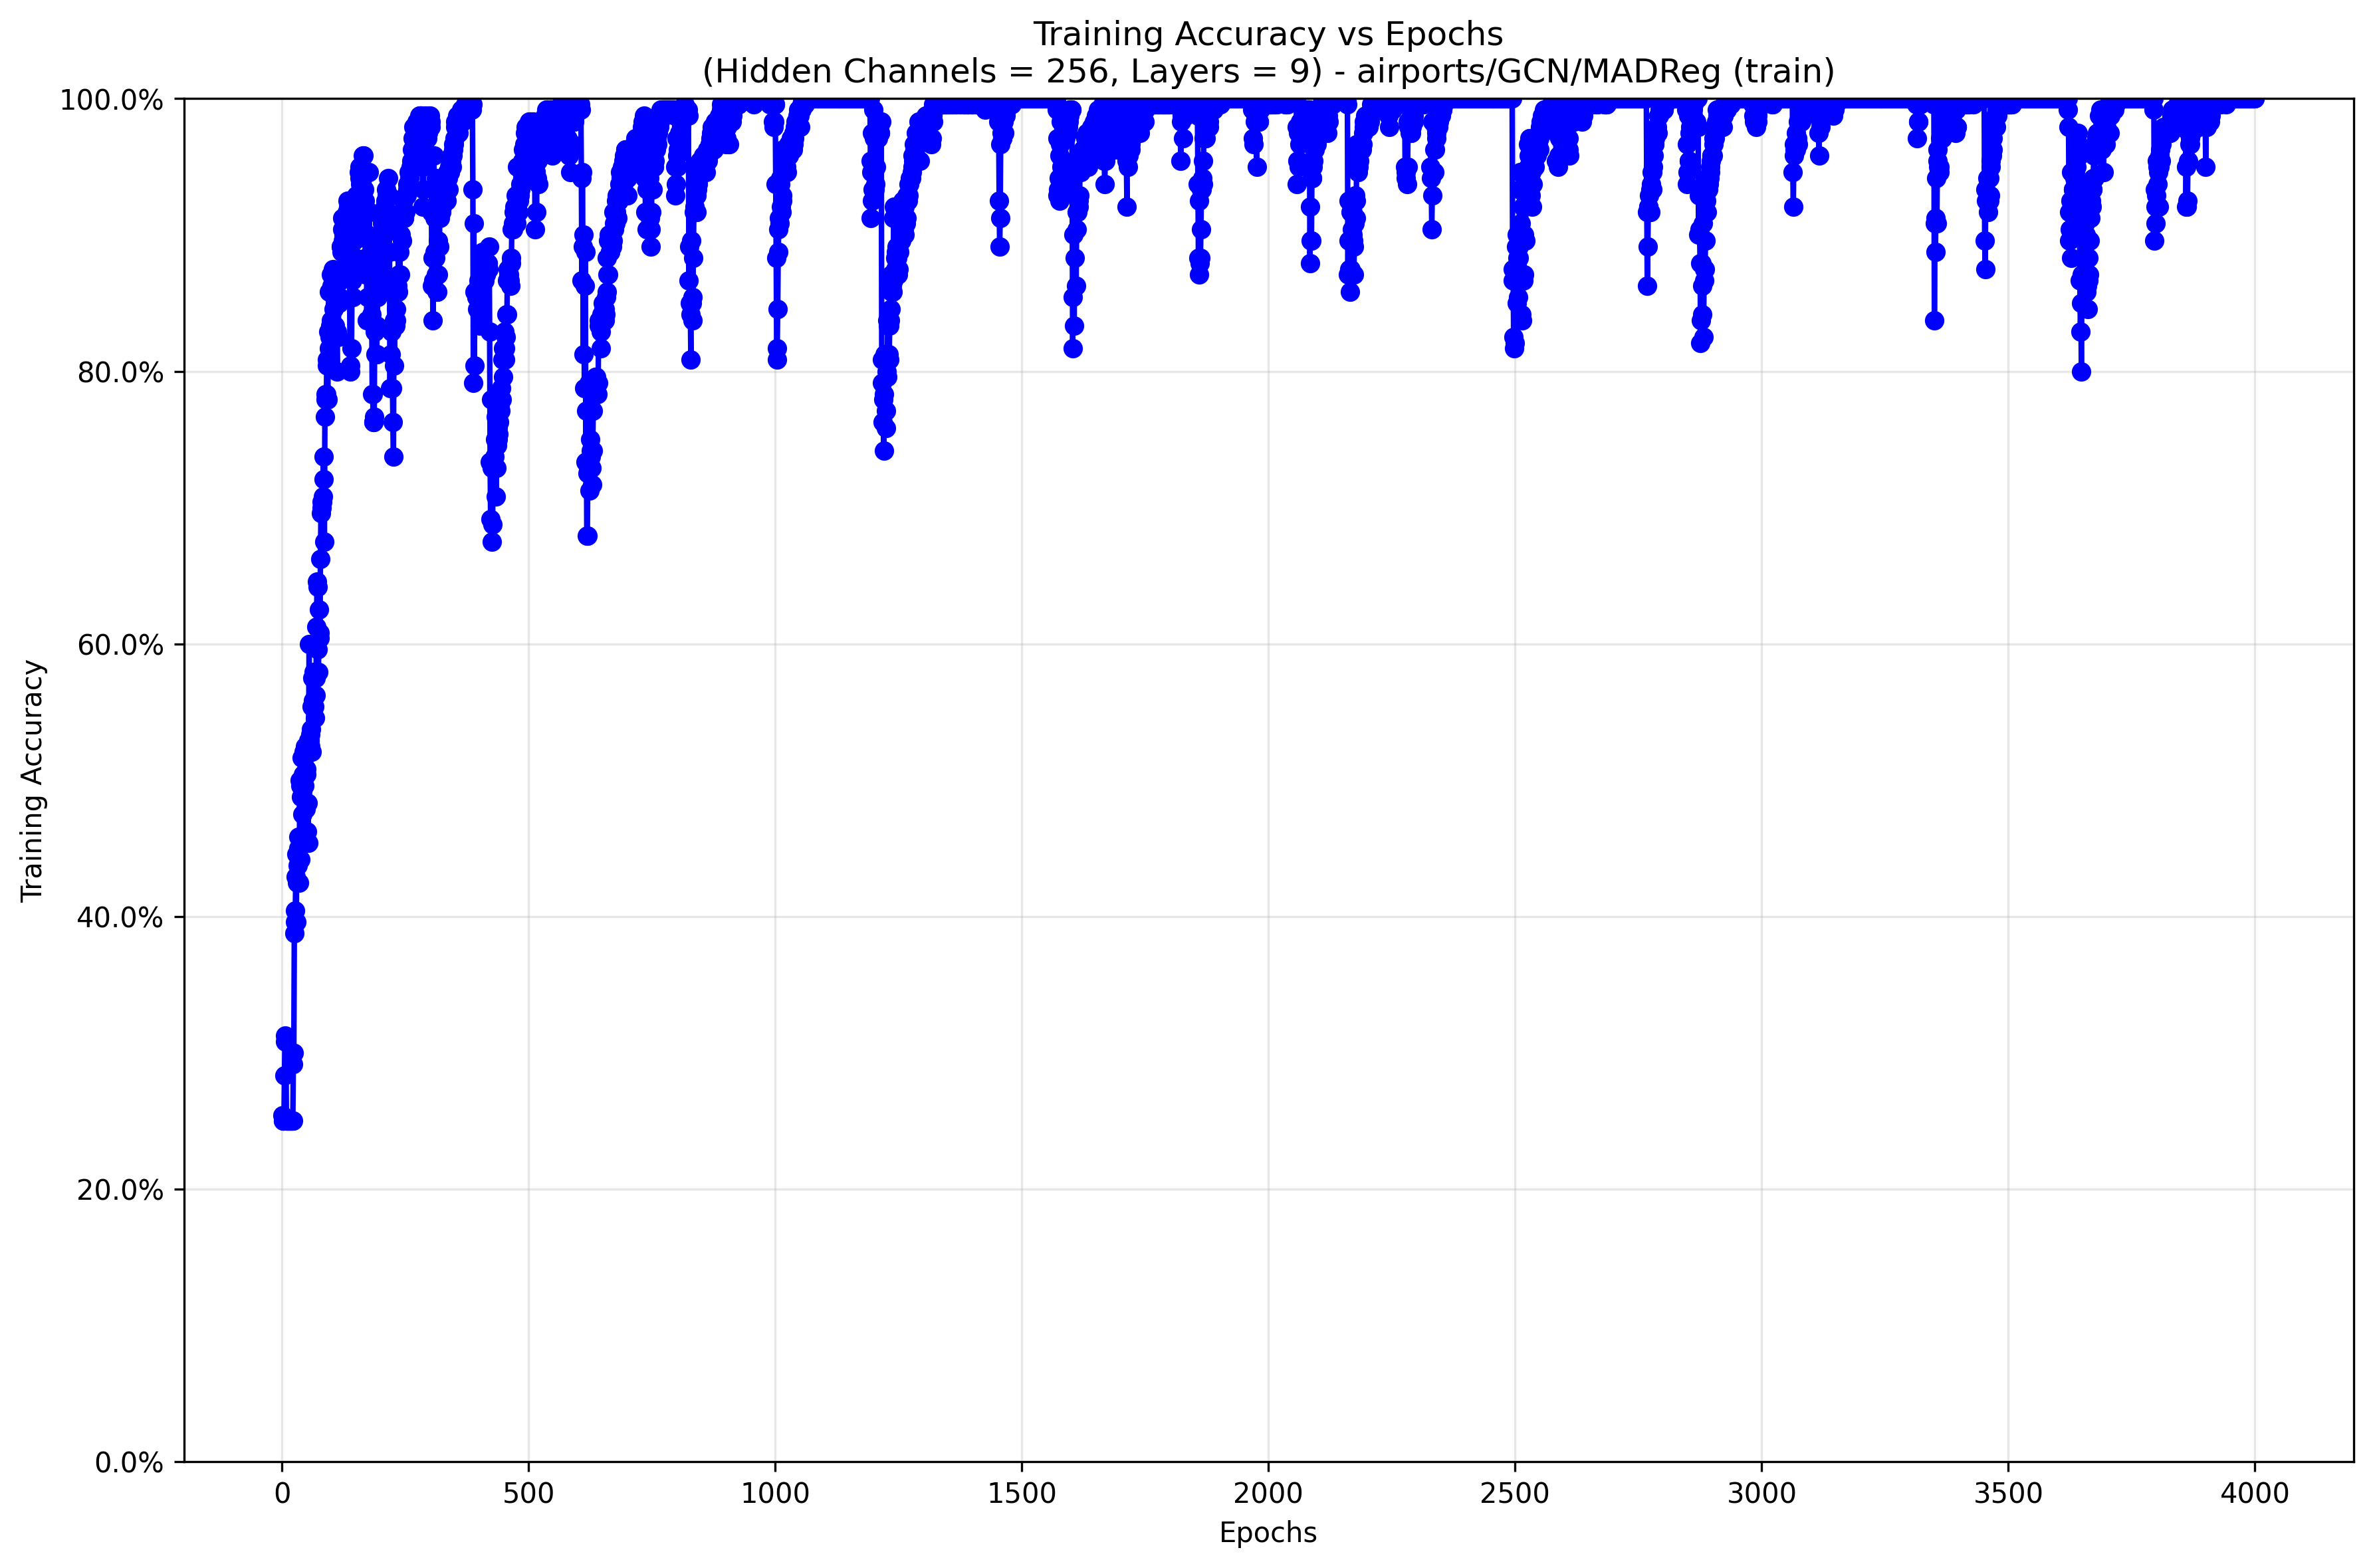 Training Accuracy vs Epochs
(Hidden Channels = 256, Layers = 9) - airports/GCN/MADReg (train)
100.0%
80.0%
60.0%
40.0%
20.0%
0.0%
Training Accuracy
0 500 1000 1500 2000 2500 3000 3500 4000
Epochs